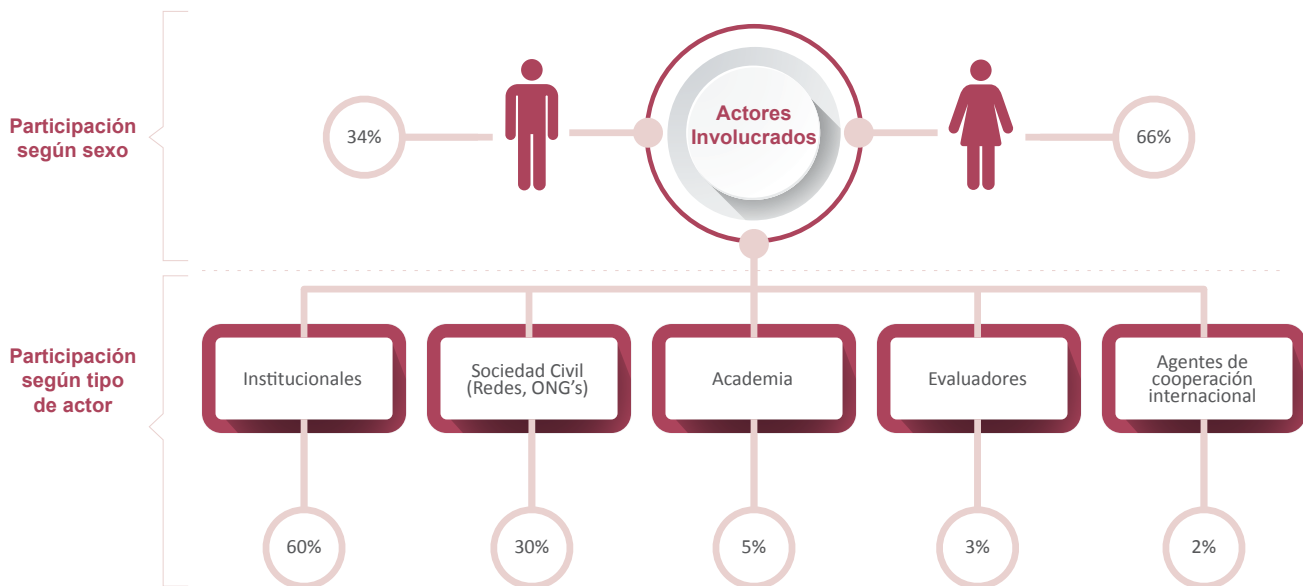 Participación
según sexo
34%
Actores
Involucrados
66%
Participación
según tipo
de actor
Institucionales
Sociedad Civil
(Redes, ONG’s)
Academia
Evaluadores
Agentes de
cooperación
internacional
60%
30%
5%
3%
2%